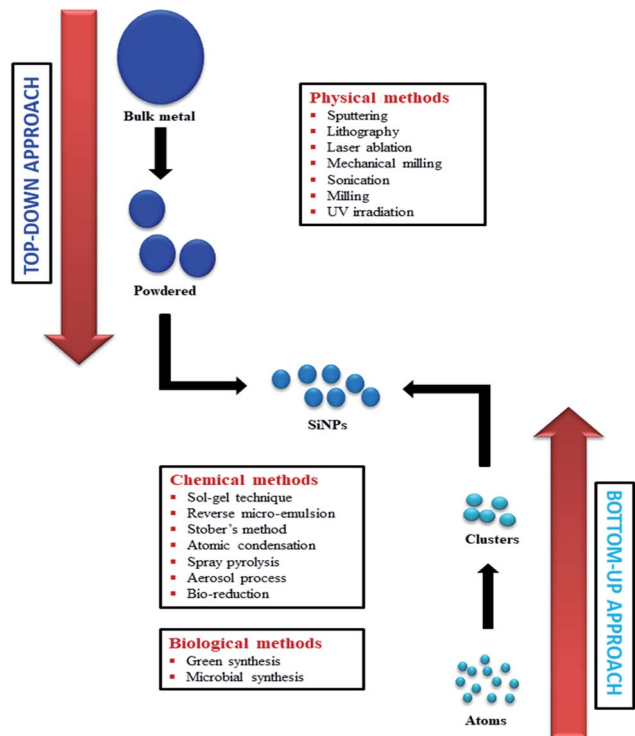 TOP-DOWN APPROACH
Bulk metal
Powdered
Physical methods
Sputtering
Lithography
Laser ablation
Mechanical milling
Sonication
Milling
UV irradiation
SiNPs
Chemical methods
Sol-gel technique
Reverse micro-emulsion
Stober's method
Atomic condensation
Spray pyrolysis
Aerosol process
Bio-reduction
Biological methods
Green synthesis
Microbial synthesis
Clusters
Atoms
BOTTOM-UP APPROACH